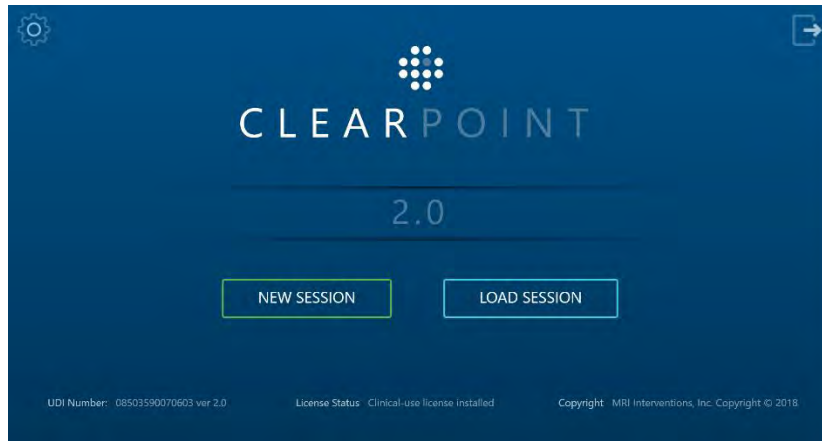 CLEARPOINT
2.0
NEW SESSION LOAD SESSION
UDI Number: 08503590070603 ver 2.0 License Status Clinical-use license installed Copyright MRI Interventions, Inc. Copyright © 2018